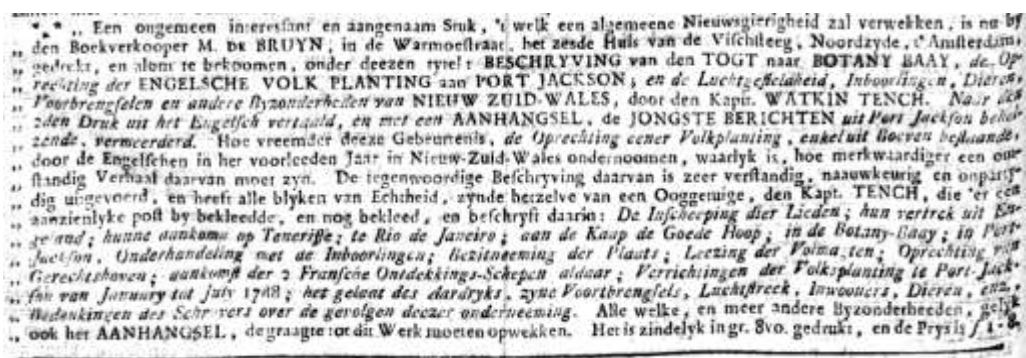 *,* ,, Een ongemeen interessant en aangenaam Stuk, 't welk een algemeene Nieuwsgierigheid zal verwekken, is nu by
,, den Boekverkooper M. DE BRUYN, in de Warmoesstraat, het zesde Huis van de Vischsteeg, Noordzyde, t' Amsterdam,
,, gedrukt, en alom te bekoomen, onder deezen tytel: BESCHRYVING van den TOGT naar BOTANY BAAY, de Op-
,, rechting der ENGELSCHE VOLK PLANTING aan PORT JACKSON; en de Luchtgesteldheid, Inboorlingen, Dieren,
,, Voortbrengselen en andere Byzonderheden van NIEUW ZUID-WALES, door den Kapit. WATKIN TENCH. Naar den
,, 2den Druk uit het Engelsch vertaald, en met een AANHANGSEL, de JONGSTE BERICHTEN uit Port Jackson behel-
,, zende, vermeerderd. Hoe vreemder deeze Gebeurenis, de Oprechting eener Volkplanting, enkel uit Boeven bestaande,
,, door de Engelschen in het voorleeden Jaar in Nieuw-Zuid-Wales ondernoomen, waarlyk is, hoe merkwaardiger een om-
,, standig Verhaal daarvan moet zyn. De tegenwoordige Beschryving daarvan is zeer verstandig, naauwkeurig en onparty-
,, dig uitgevoerd, en heeft alle blyken van Echtheid, zynde hetzelve van een Ooggetuige, den Kapt. TENCH, die 'er een
,, aanzienlyke post by bekleedde, en nog bekleed, en beschryft daarin: De Inscheeping dier Lieden; hun vertrek uit En-
,, geland; hunne aankomst op Teneriffe; te Rio de Janeiro; aan de Kaap de Goede Hoop; in de Botany-Baay; in Port-
,, Jackson. Onderhandeling met de Inboorlingen; Bezitneeming der Plaats; Leezing der Volmagten; Oprechting van
,, Gerechtshoven; aankomst der 2 Fransche Ontdekkings-Schepen aldaar; Verrichtingen der Volksplanting te Port-Jack-
,, son van January tot July 1788; het gelaat des Aardryks, zyne Voortbrengsels, Luchtstreek, Inwooners, Dieren, enz.
,, Bedenkingen des Schryvers over de gevolgen deezer onderneeming. Alle welke, en meer andere Byzonderheeden, gelyk
,, ook het AANHANGSEL, de graagte tot dit Werk moeten opwekken. Het is zindelyk in gr. 8vo. gedrukt, en de Prys is ƒ